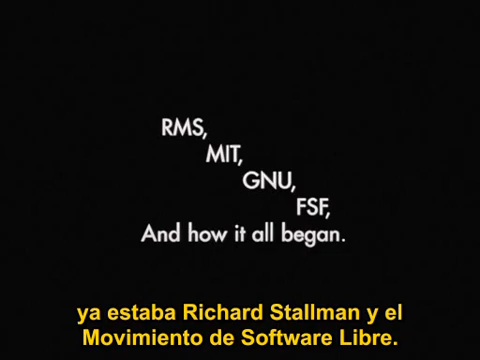 RMS,
MIT,
GNU,
FSF,
And how it all began.
ya estaba Richard Stallman y el
Movimiento de Software Libre.